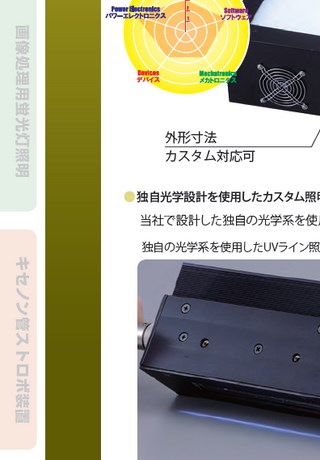 画像処理用蛍光灯照明
キセノン管ストロボ装置
Power Electronics
パワーエレクトロニクス
Software
ソフトウェア
Devices
デバイス
Mechatronics
メカトロニクス
外形寸法
カスタム対応可
●独自光学設計を使用したカスタム照明
当社で設計した独自の光学系を使
独自の光学系を使用したUVライン照